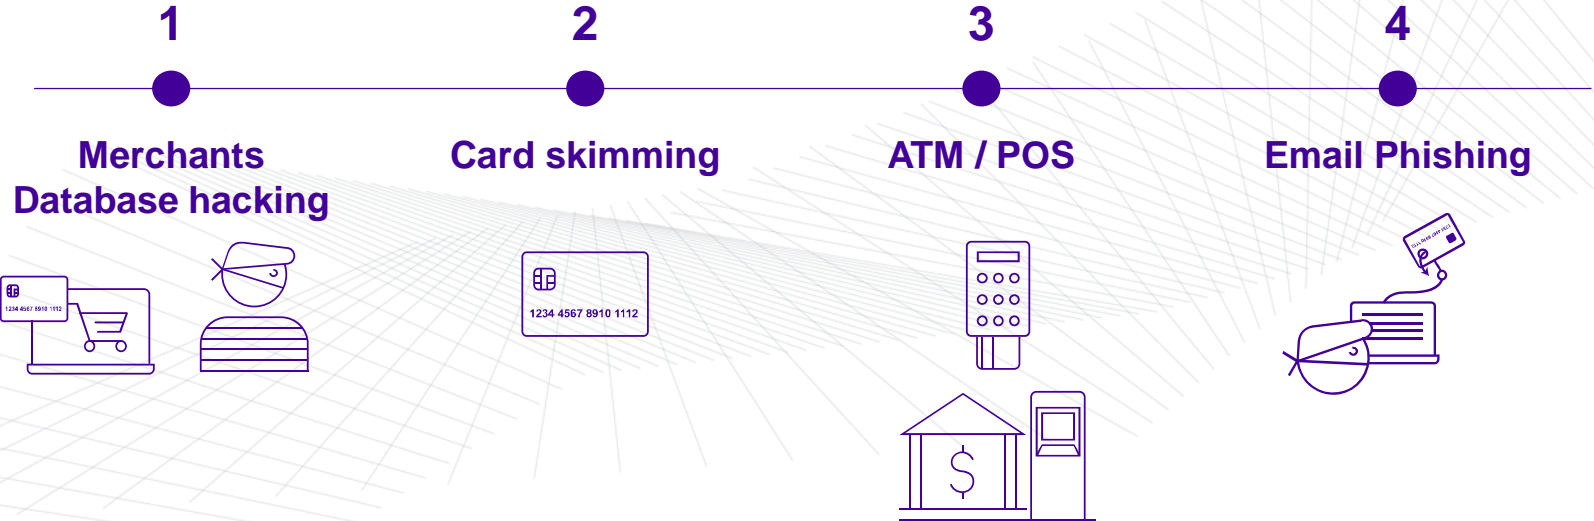 1
2
3
4
Merchants
Database hacking
Card skimming
ATM / POS
Email Phishing
1234 4567 8910 1112
1234 4567 8910 1112
$